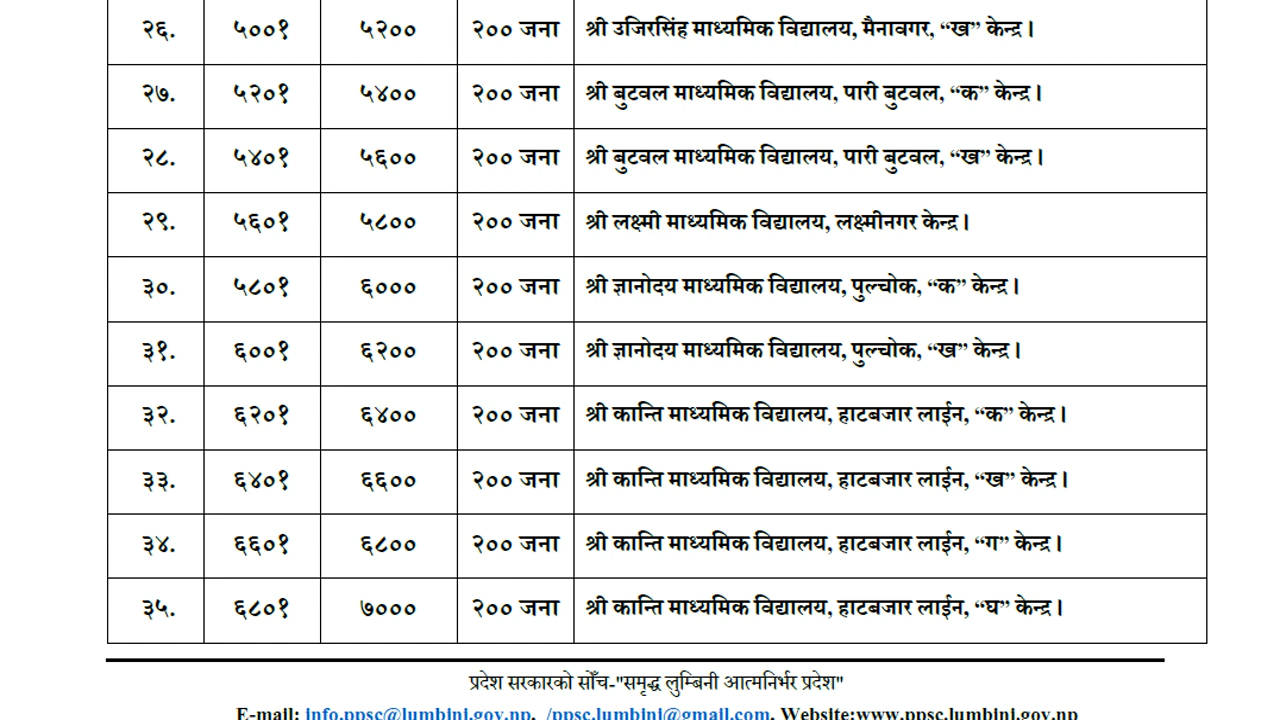 २६. ५००१ ५२०० २०० जना श्री उजिरसिंह माध्यमिक विद्यालय, मैनावगर, “ख” केन्द्र।
२७. ५२०१ ५४०० २०० जना श्री बुटवल माध्यमिक विद्यालय, पारी बुटवल, “क” केन्द्र।
२८. ५४०१ ५६०० २०० जना श्री बुटवल माध्यमिक विद्यालय, पारी बुटवल, “ख” केन्द्र।
२९. ५६०१ ५८०० २०० जना श्री लक्ष्मी माध्यमिक विद्यालय, लक्ष्मीनगर केन्द्र।
३०. ५८०१ ६००० २०० जना श्री ज्ञानोदय माध्यमिक विद्यालय, पुल्चोक, “क” केन्द्र।
३१. ६००१ ६२०० २०० जना श्री ज्ञानोदय माध्यमिक विद्यालय, पुल्चोक, “ख” केन्द्र।
३२. ६२०१ ६४०० २०० जना श्री कान्ति माध्यमिक विद्यालय, हाटबजार लाईन, “क” केन्द्र।
३३. ६४०१ ६६०० २०० जना श्री कान्ति माध्यमिक विद्यालय, हाटबजार लाईन, “ख” केन्द्र।
३४. ६६०१ ६८०० २०० जना श्री कान्ति माध्यमिक विद्यालय, हाटबजार लाईन, “ग” केन्द्र।
३५. ६८०१ ७००० २०० जना श्री कान्ति माध्यमिक विद्यालय, हाटबजार लाईन, “घ” केन्द्र।
प्रदेश सरकारको सोँच-"समृद्ध लुम्बिनी आत्मनिर्भर प्रदेश"
E-mail: info.ppsc@lumbini.gov.np, /ppsc.lumbini@gmail.com, Website:www.ppsc.lumbini.gov.np